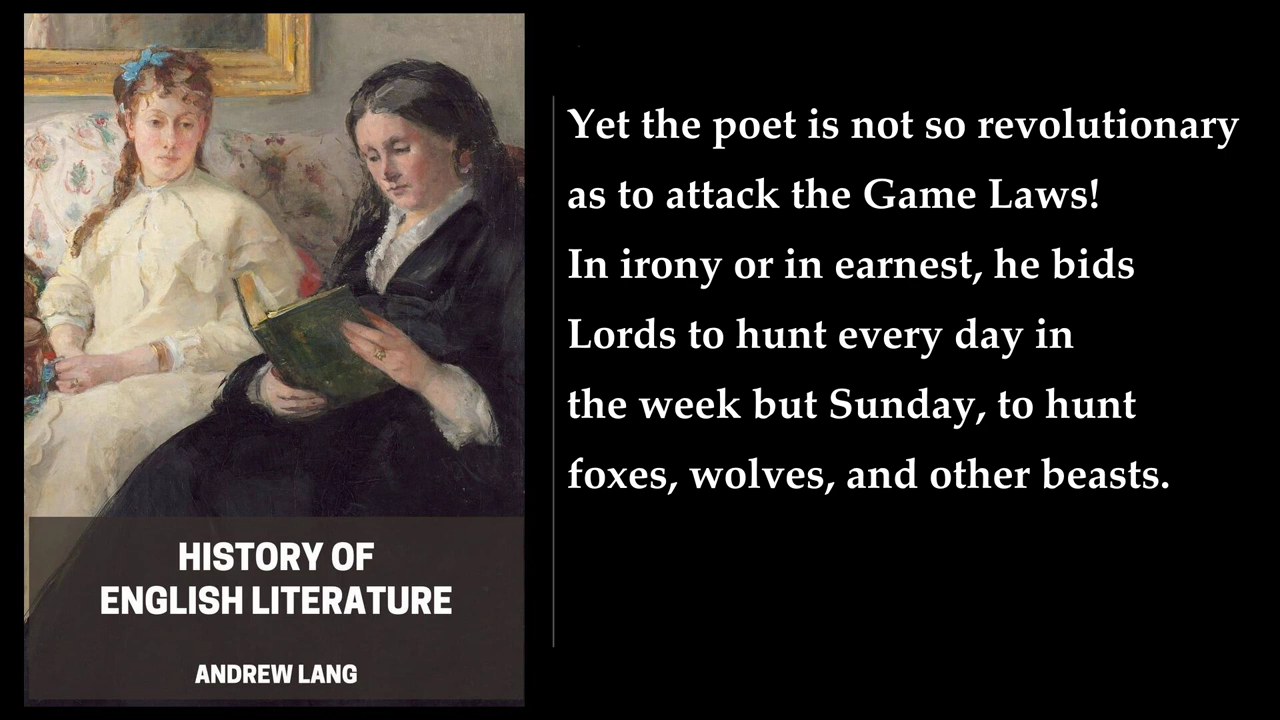 HISTORY OF
ENGLISH LITERATURE
ANDREW LANG
Yet the poet is not so revolutionary
as to attack the Game Laws!
In irony or in earnest, he bids
Lords to hunt every day in
the week but Sunday, to hunt
foxes, wolves, and other beasts.